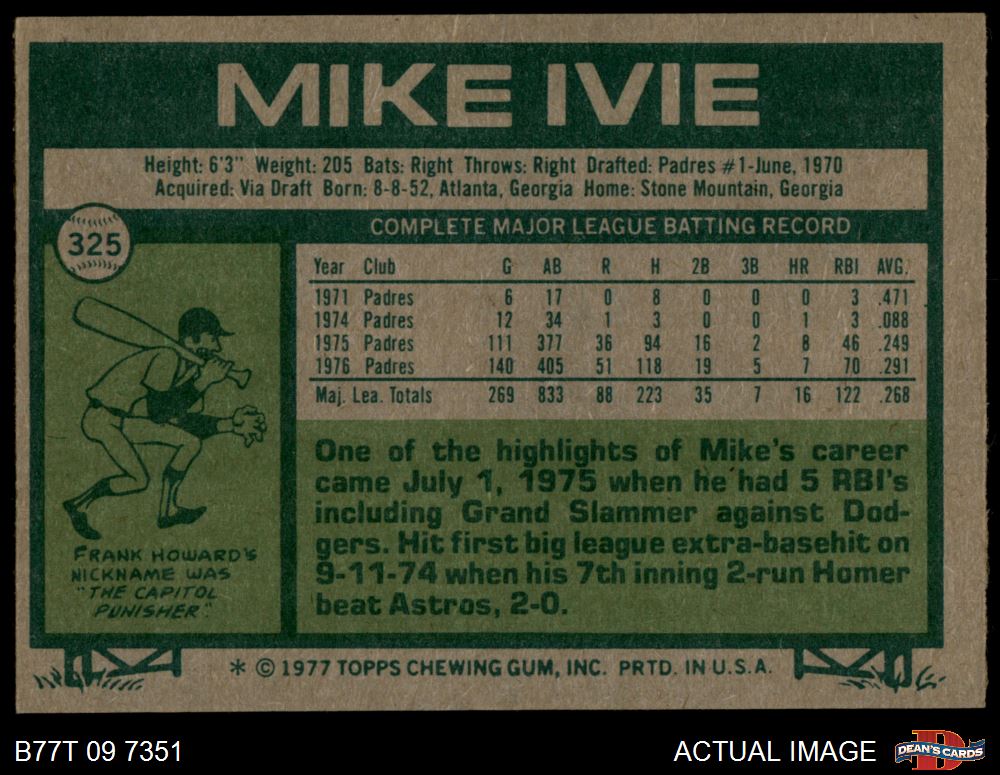 MIKE IVIE
Height: 6'3" Weight: 205 Bats: Right Throws: Right Drafted: Padres #1-June, 1970
Acquired: Via Draft Born: 8-8-52, Atlanta, Georgia Home: Stone Mountain, Georgia
325
COMPLETE MAJOR LEAGUE BATTING RECORD
Year Club G AB R H 2B 3B HR RBI AVG.
1971 Padres 6 17 0 8 0 0 0 3 .471
1974 Padres 12 34 1 3 0 0 1 3 .088
1975 Padres 111 377 36 94 16 2 8 46 .249
1976 Padres 140 405 51 118 19 5 7 70 .291
Maj. Lea. Totals 269 833 88 223 35 7 16 122 .268
One of the highlights of Mike's career
came July 1, 1975 when he had 5 RBI's
including Grand Slammer against Dod-
gers. Hit first big league extra-basehit on
9-11-74 when his 7th inning 2-run Homer
beat Astros, 2-0.
FRANK HOWARD'S
NICKNAME WAS
"THE CAPITOL
PUNISHER."
* © 1977 TOPPS CHEWING GUM, INC. PRTD. IN U.S.A.
B77T 09 7351
ACTUAL IMAGE
D
DEAN'S CARDS